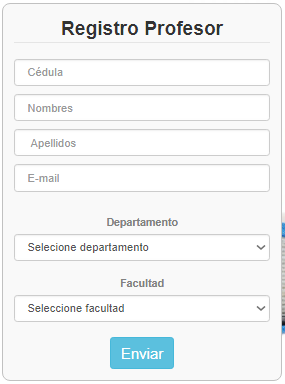 Registro Profesor
Cédula
Nombres
Apellidos
E-mail
Departamento
Selecione departamento
Facultad
Seleccione facultad
Enviar